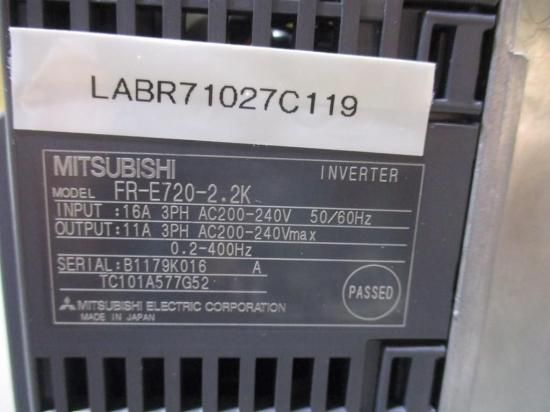 LABR71027C119
MITSUBISHI INVERTER
MODEL FR-E720-2.2K
INPUT :16A 3PH AC200-240V 50/60Hz
OUTPUT:11A 3PH AC200-240Vmax
0.2-400Hz
SERIAL:B1179K016 A
TC101A577G52
PASSED
MITSUBISHI ELECTRIC CORPORATION
MADE IN JAPAN